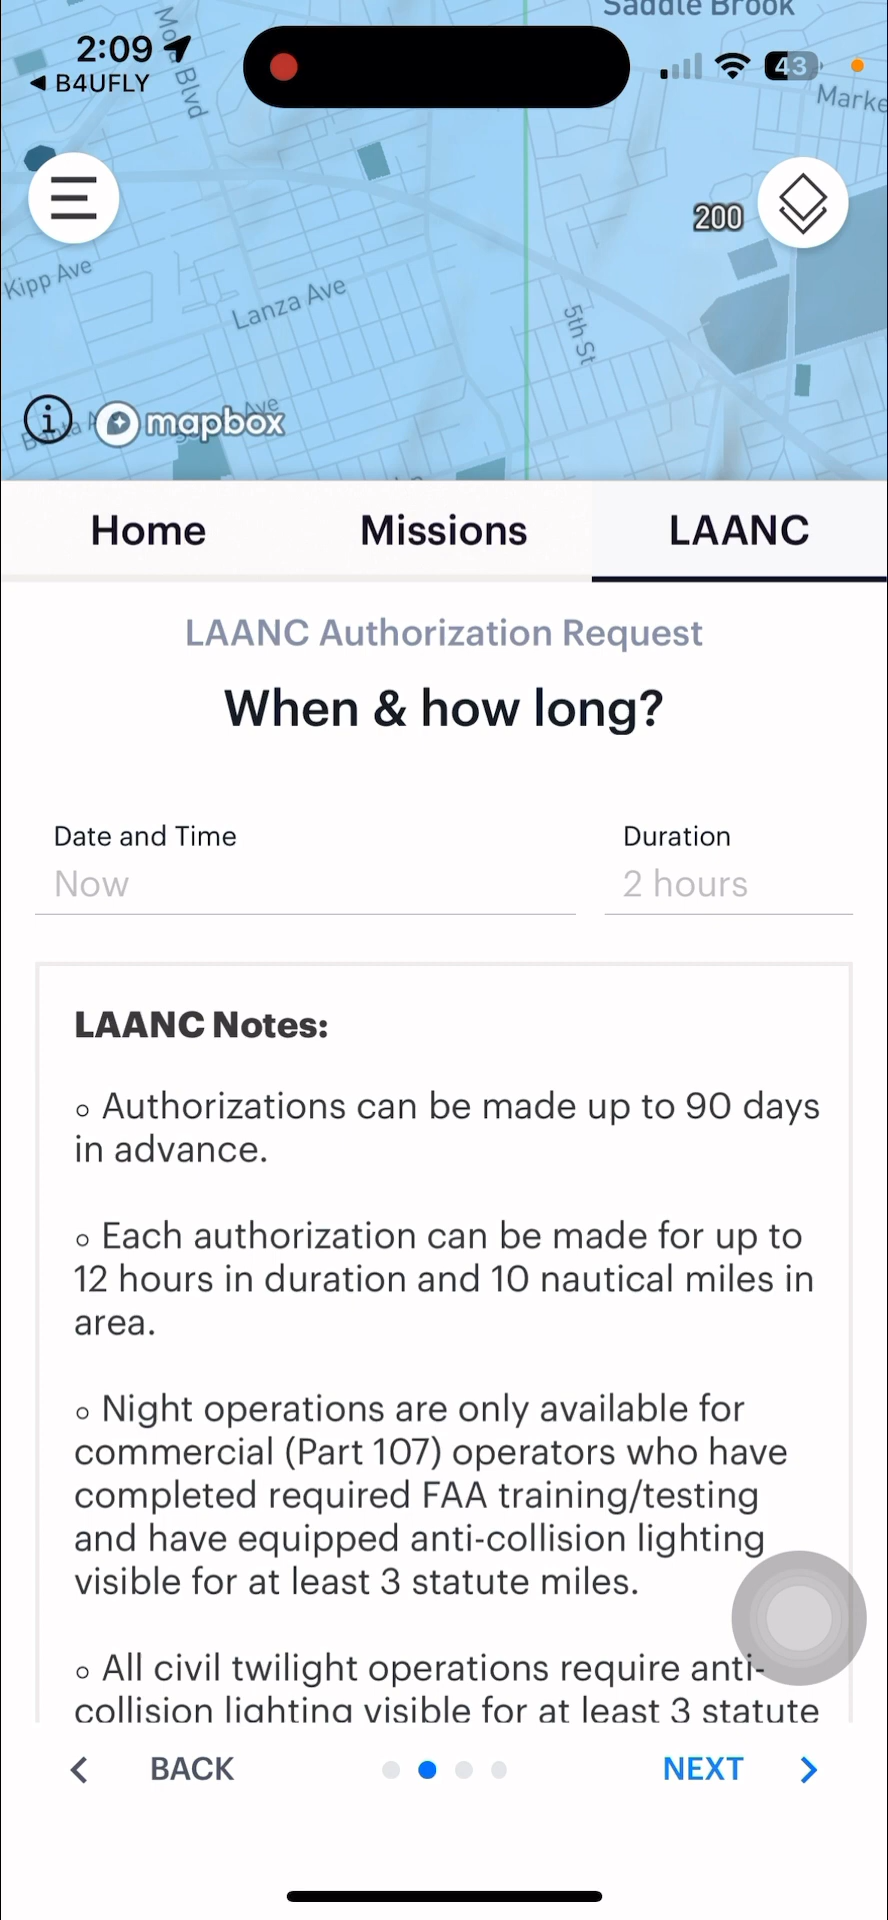 Saddle Brook
2:09
B4UFLY
43
Blvd
Marke
200
Kipp Ave
Lanza Ave
5th St
Ave
mapbox
Home Missions LAANC
LAANC Authorization Request
When & how long?
Date and Time Duration
Now 2 hours
LAANC Notes:
◦ Authorizations can be made up to 90 days
in advance.
◦ Each authorization can be made for up to
12 hours in duration and 10 nautical miles in
area.
◦ Night operations are only available for
commercial (Part 107) operators who have
completed required FAA training/testing
and have equipped anti-collision lighting
visible for at least 3 statute miles.
◦ All civil twilight operations require anti-
collision lighting visible for at least 3 statute
BACK NEXT